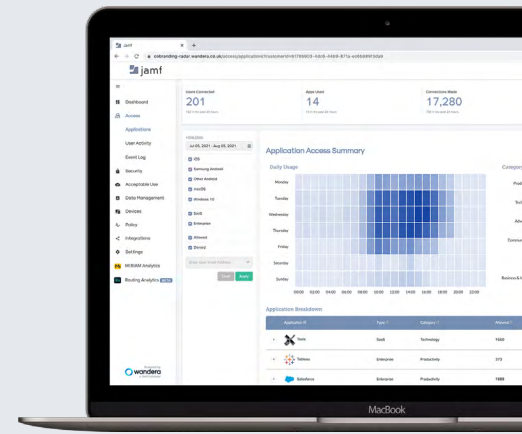 jamf
cobranding-radar.wandera.co.uk/access/applications?customerId=
jamf
Dashboard
Access
Applications
User Activity
Event Log
Security
Acceptable Use
Data Management
Devices
Policy
Integrations
Settings
MI:RIAM Analytics
Routing Analytics BETA
wandera
Users Connected
201
Apps Used
14
Connections Made
17,280
Jul 05, 2021 - Aug 05, 2021
iOS
Samsung Android
Other Android
macOS
Windows 10
SaaS
Enterprise
Allowed
Denied
Apply
Application Access Summary
Daily Usage
Monday
Tuesday
Wednesday
Thursday
Friday
Saturday
Sunday
00:00 02:00 04:00 06:00 08:00 10:00 12:00 14:00 16:00 18:00 20:00 22:00
Category
Application Breakdown
Application Type Category
Tools SaaS Technology
Tableau Enterprise Productivity 373
Salesforce Enterprise Productivity
MacBook